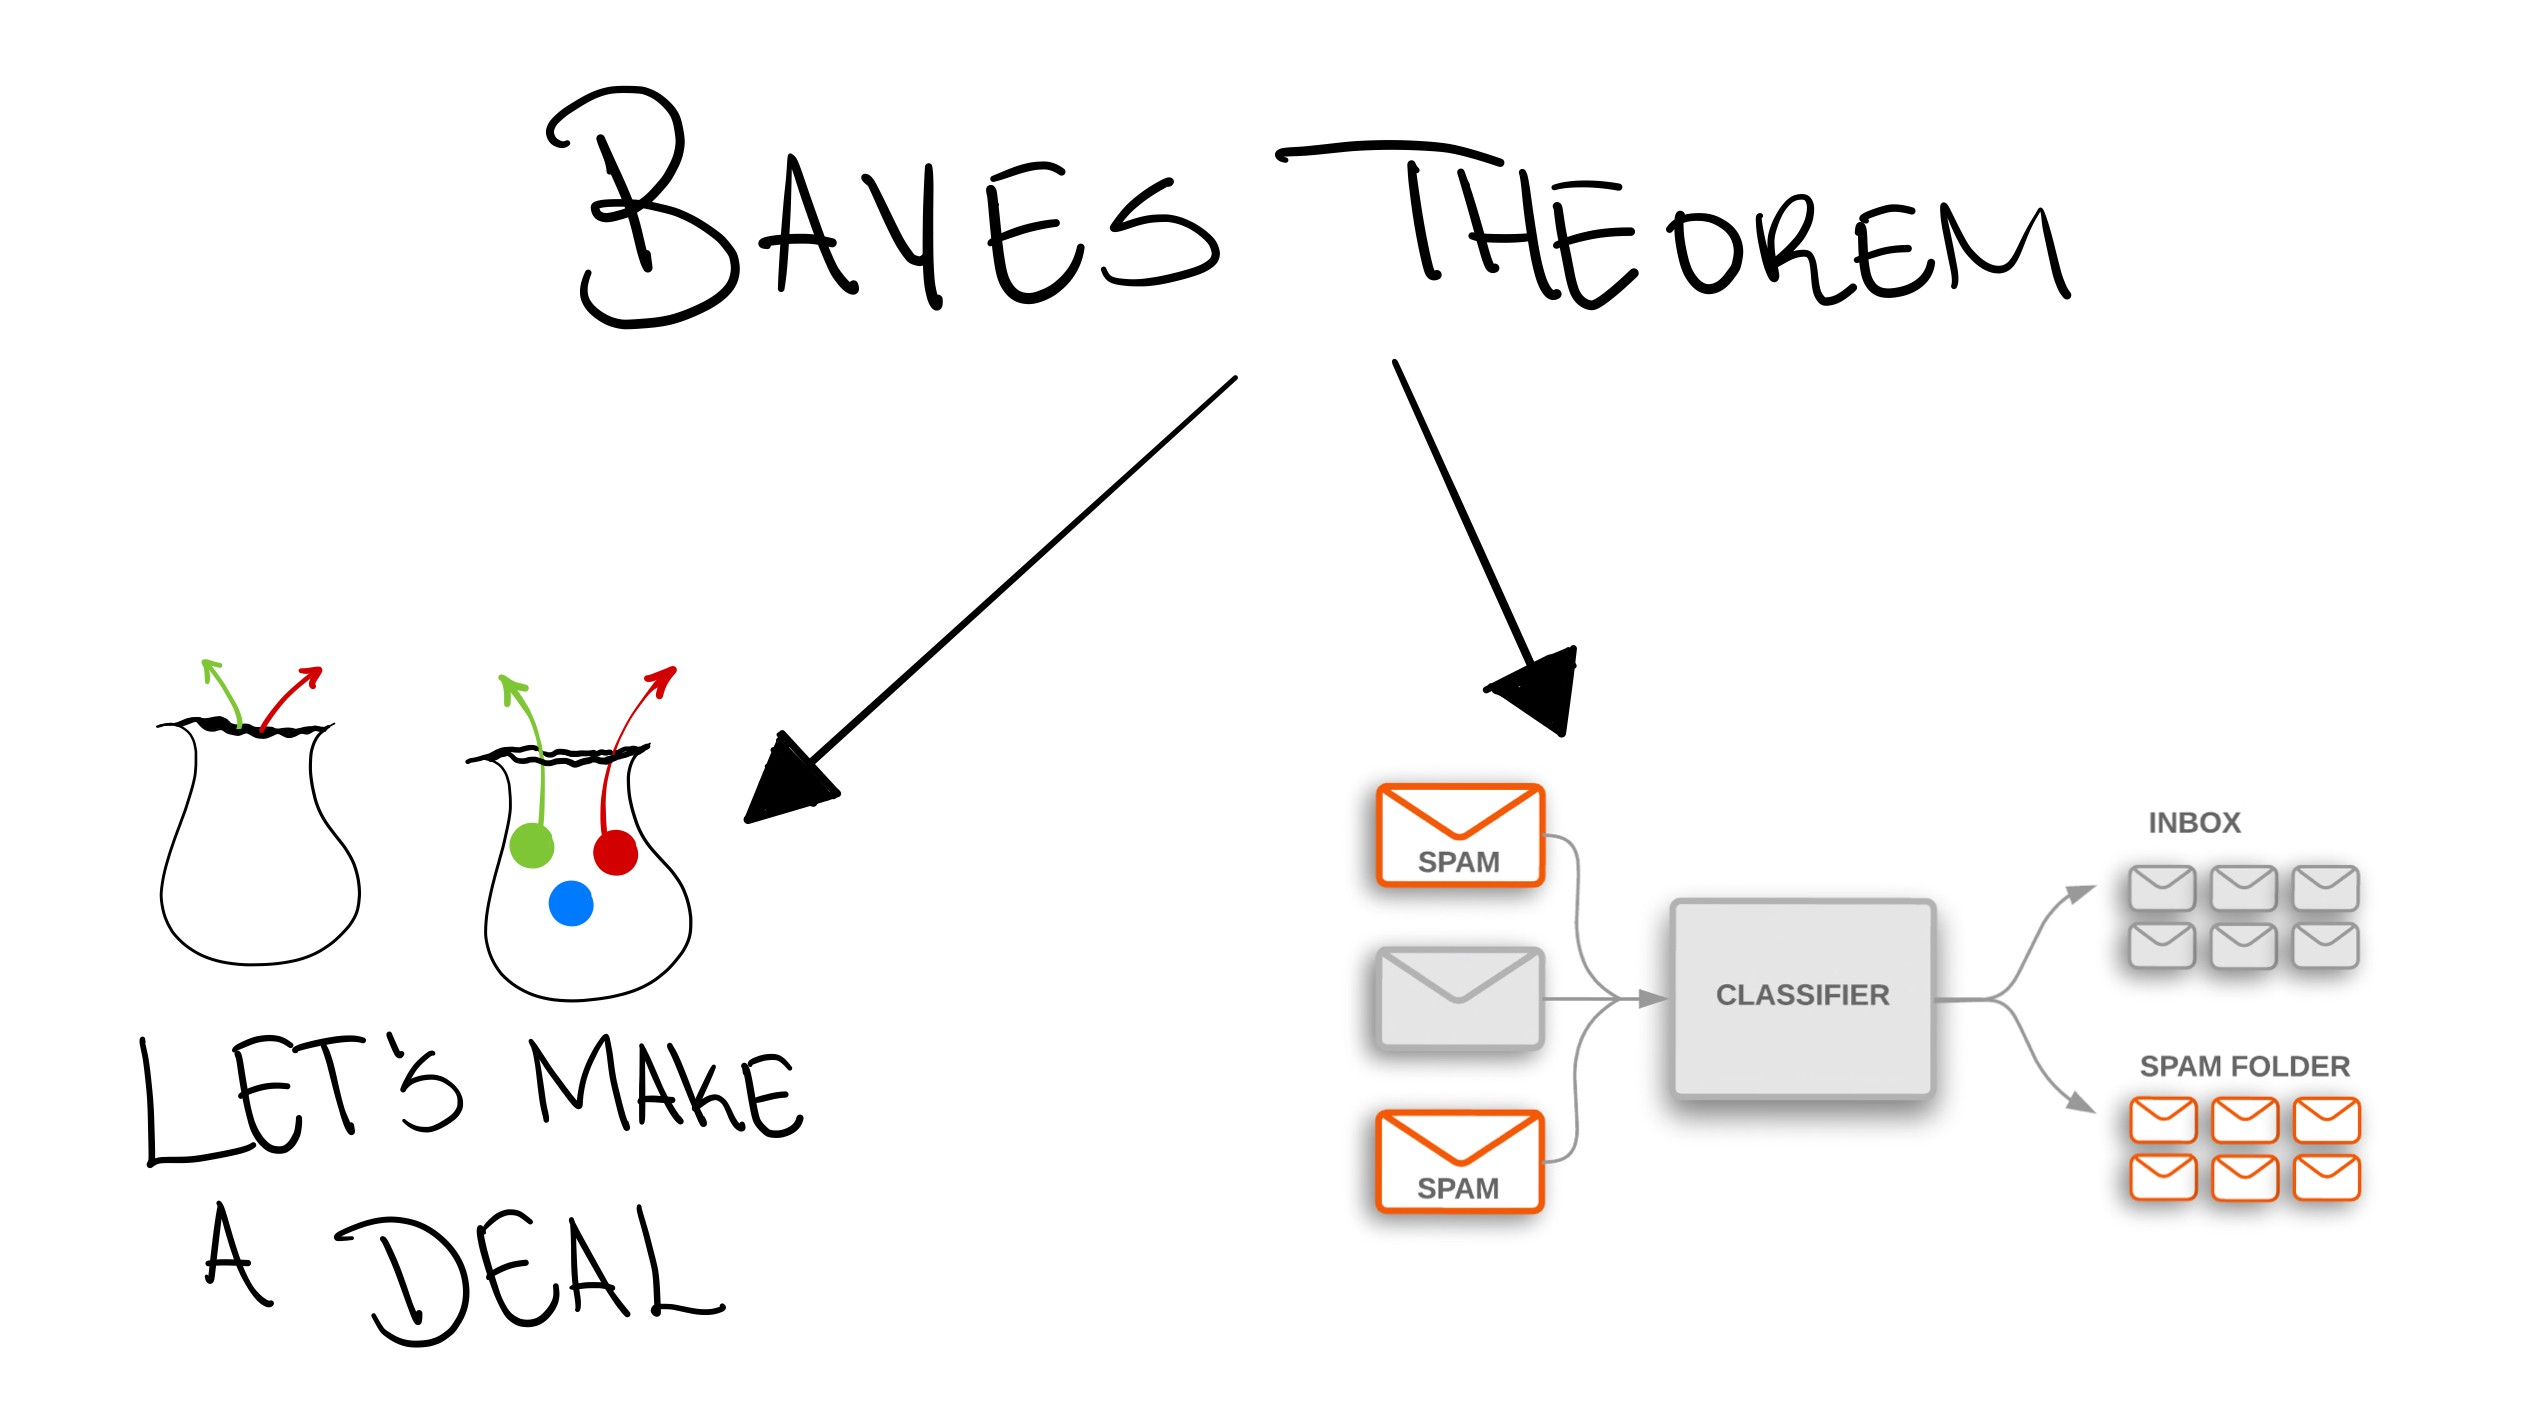 BAYES THEOREM
LET'S MAKE
A DEAL
SPAM
SPAM
CLASSIFIER
INBOX
SPAM FOLDER